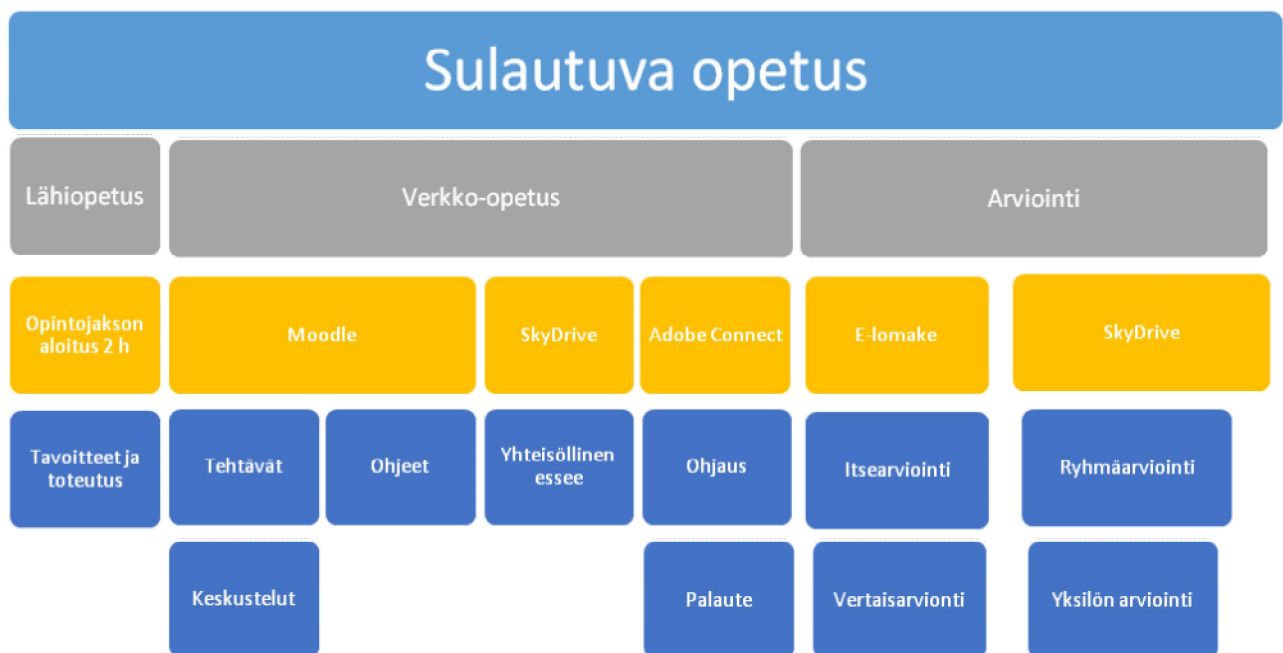 Sulautuva opetus
Lähiopetus
Verkko-opetus
Arviointi
Opintojakson
aloitus 2 h
Moodle
SkyDrive
Adobe Connect
E-lomake
SkyDrive
Tavoitteet ja
toteutus
Tehtävät
Ohjeet
Yhteisöllinen
essee
Ohjaus
Itsearviointi
Ryhmäarviointi
Keskustelut
Palaute
Vertaisarvionti
Yksilön arviointi